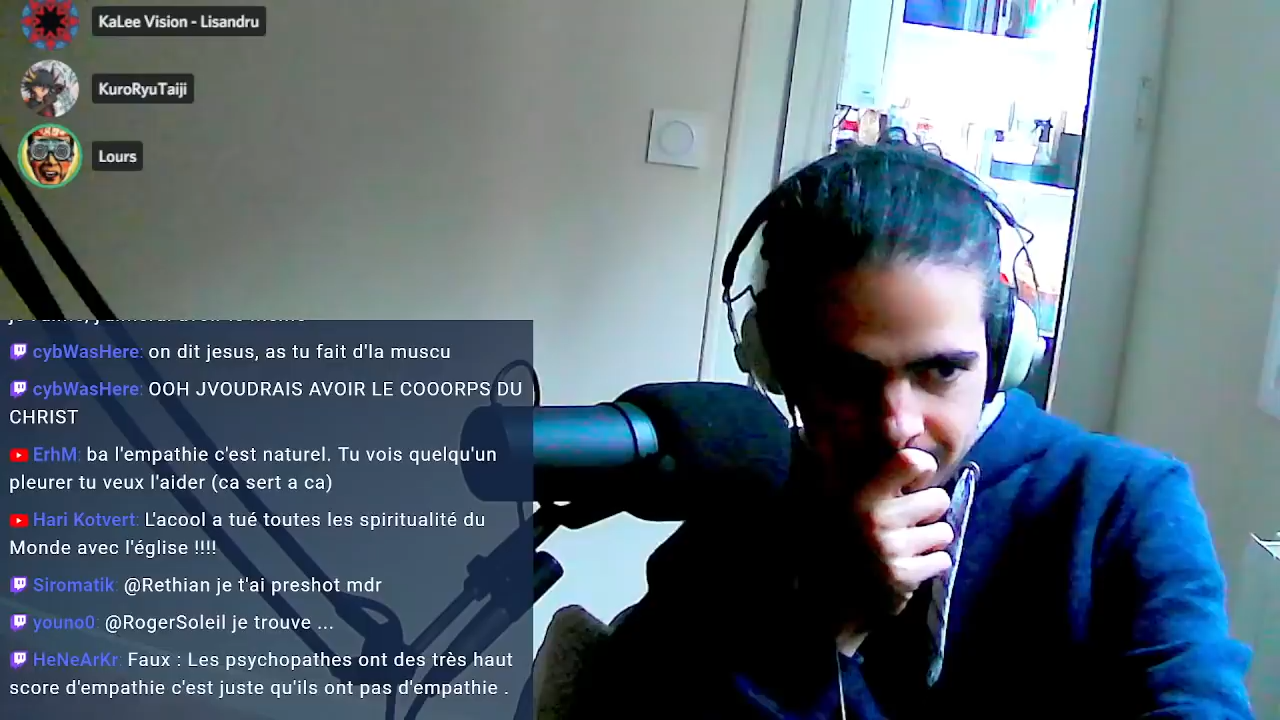 KaLee Vision - Lisandru
KuroRyuTaiji
Lours
cybWasHere: on dit jesus, as tu fait d'la muscu
cybWasHere: OOH JVOUDRAIS AVOIR LE COOORPS DU
CHRIST
ErhM: ba l'empathie c'est naturel. Tu vois quelqu'un
pleurer tu veux l'aider (ca sert a ca)
Hari Kotvert: L'acool a tué toutes les spiritualité du
Monde avec l'église !!!!
Siromatik: @Rethian je t'ai preshot mdr
youno0: @RogerSoleil je trouve ...
HeNeArKr: Faux : Les psychopathes ont des très haut
score d'empathie c'est juste qu'ils ont pas d'empathie .